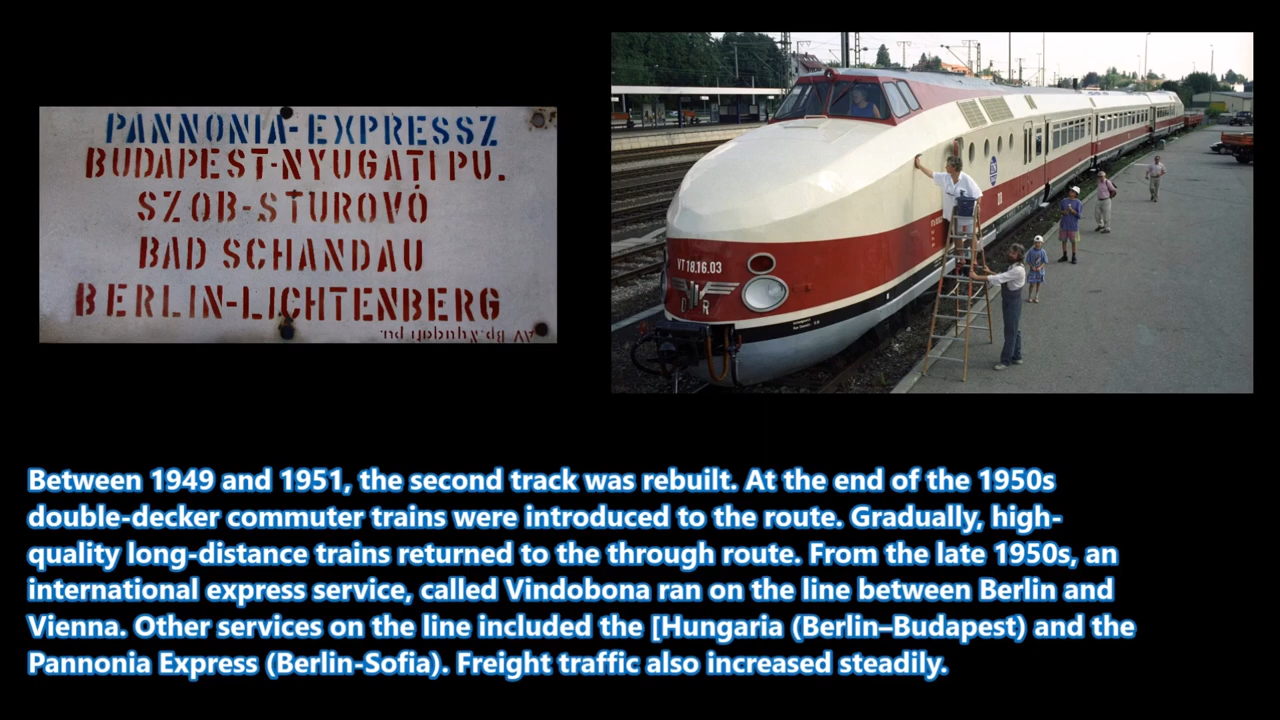 PANNONIA-EXPRESSZ
BUDAPEST-NYUGATI PU.
SZOB-STUROVÓ
BAD SCHANDAU
BERLIN-LICHTENBERG
AV Bp. Nyugati pu.
VT 18.16.03
DR
DR
Between 1949 and 1951, the second track was rebuilt. At the end of the 1950s
double-decker commuter trains were introduced to the route. Gradually, high-
quality long-distance trains returned to the through route. From the late 1950s, an
international express service, called Vindobona ran on the line between Berlin and
Vienna. Other services on the line included the [Hungaria (Berlin–Budapest) and the
Pannonia Express (Berlin-Sofia). Freight traffic also increased steadily.